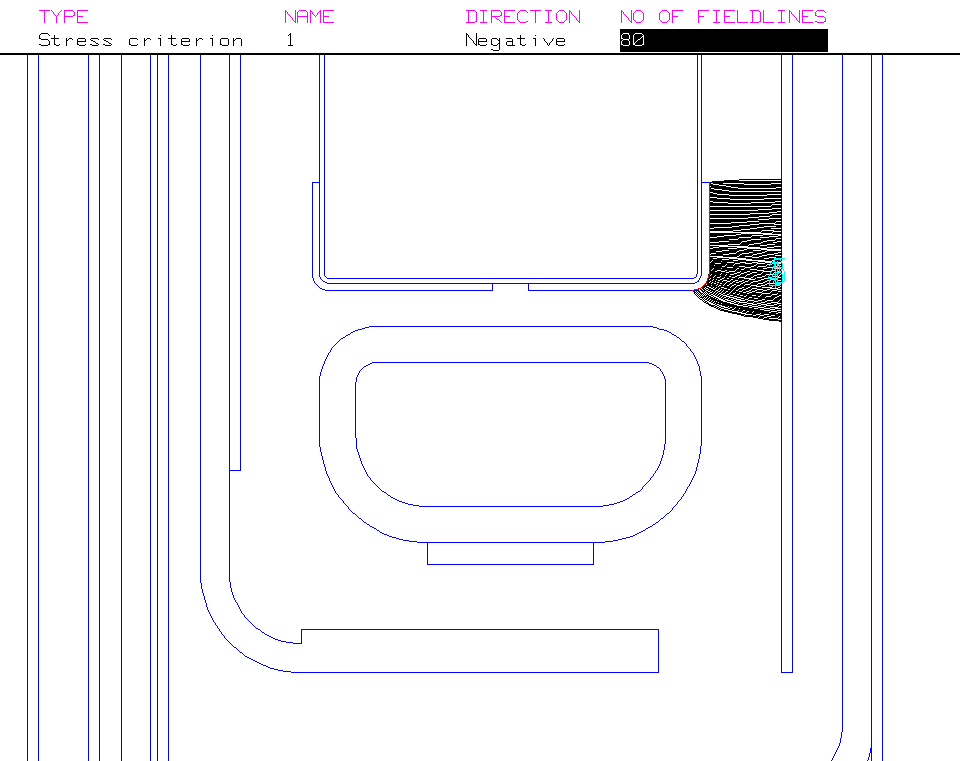 TYPE NAME DIRECTION NO OF FIELDLINES
Stress criterion 1 Negative 80